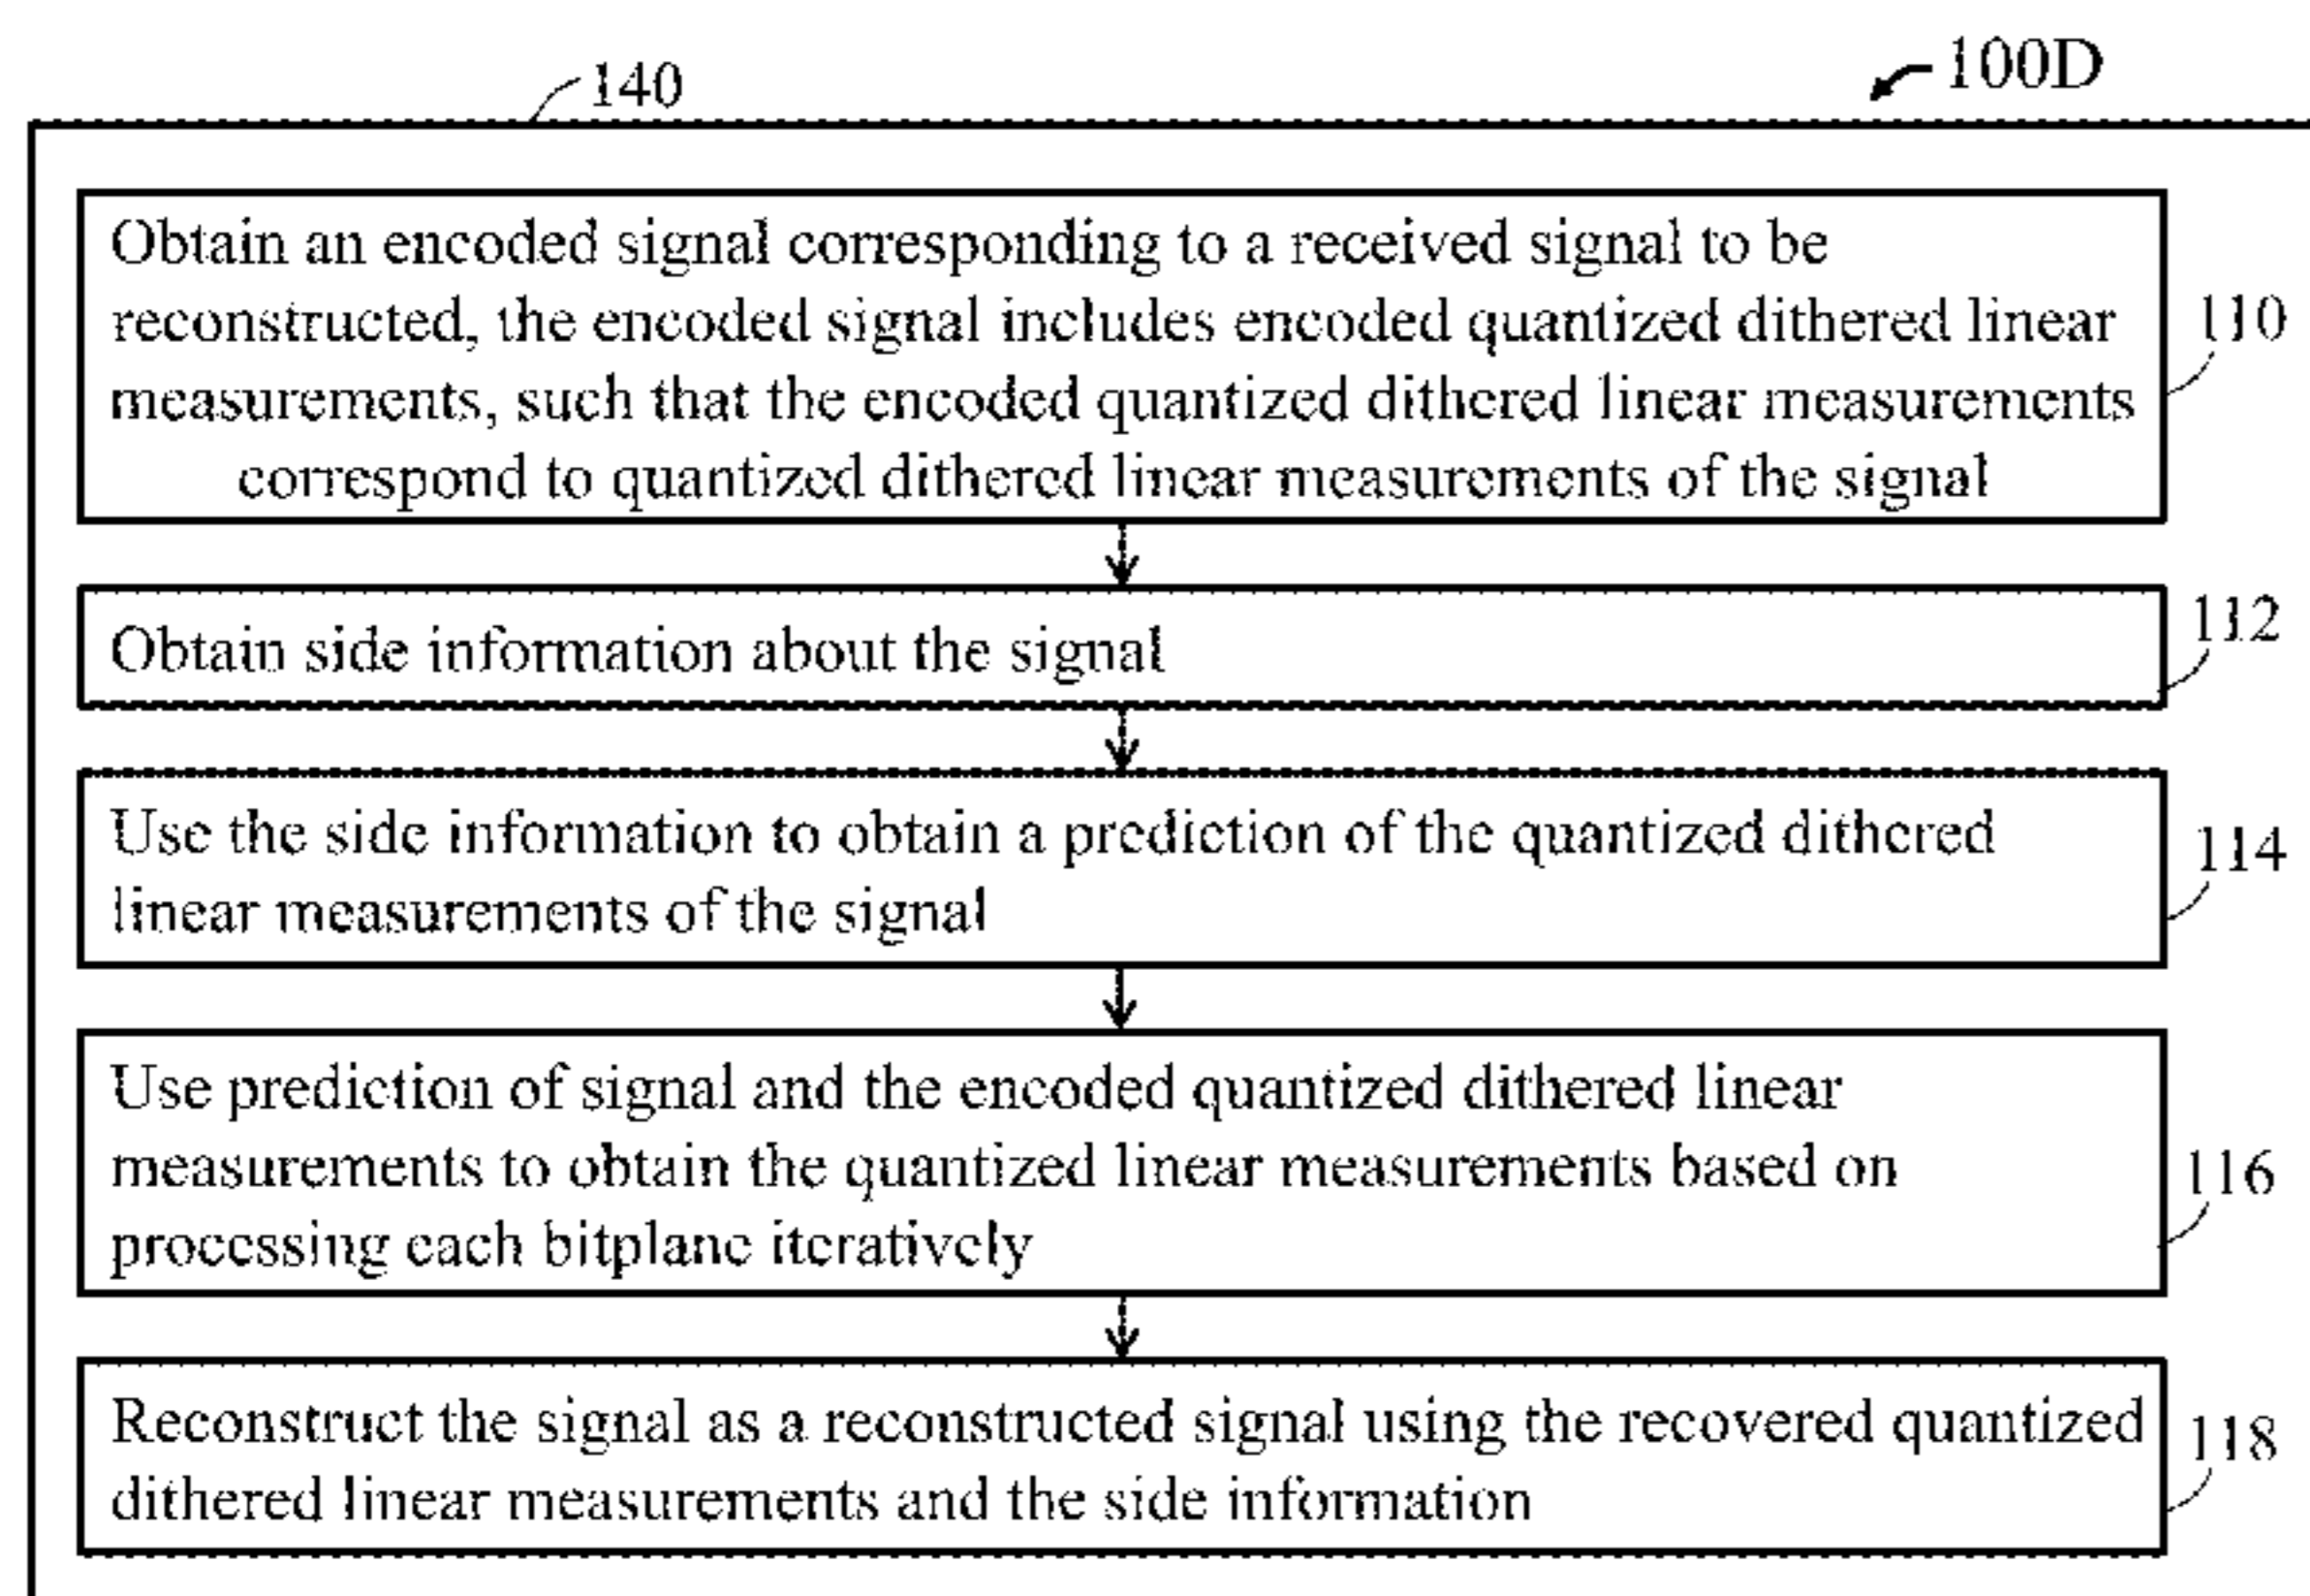 140
100D
Obtain an encoded signal corresponding to a received signal to be
reconstructed, the encoded signal includes encoded quantized dithered linear
measurements, such that the encoded quantized dithered linear measurements
correspond to quantized dithered linear measurements of the signal
110
Obtain side information about the signal
112
Use the side information to obtain a prediction of the quantized dithered
linear measurements of the signal
114
Use prediction of signal and the encoded quantized dithered linear
measurements to obtain the quantized linear measurements based on
processing each bitplane iteratively
116
Reconstruct the signal as a reconstructed signal using the recovered quantized
dithered linear measurements and the side information
118